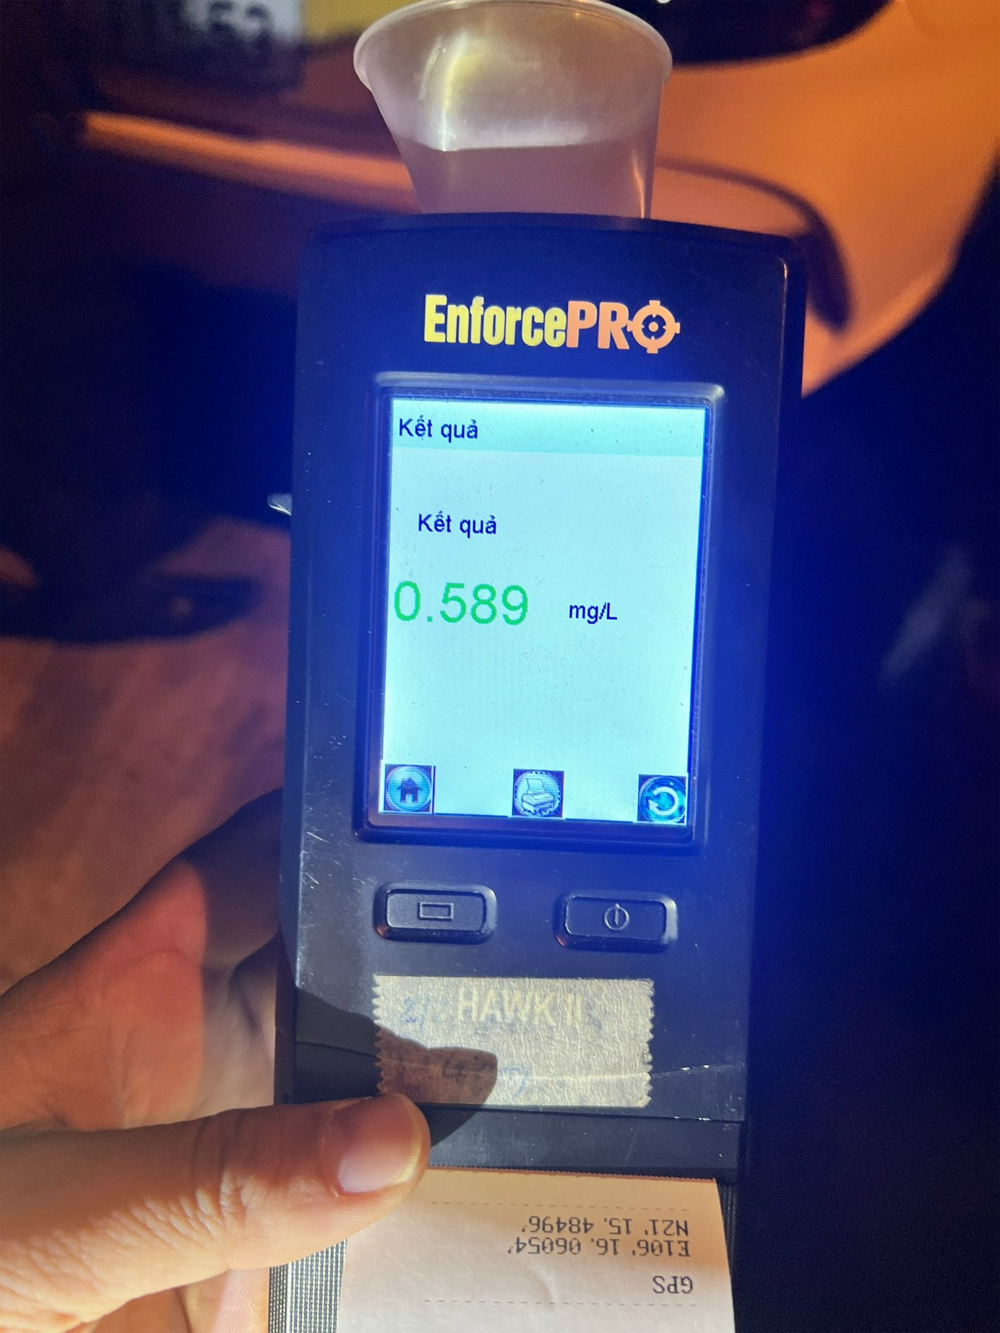 EnforcePRO
Kết quả
Kết quả
0.589 mg/L
HAWK II
GPS
E106'16.06054'
N21'15.48496'